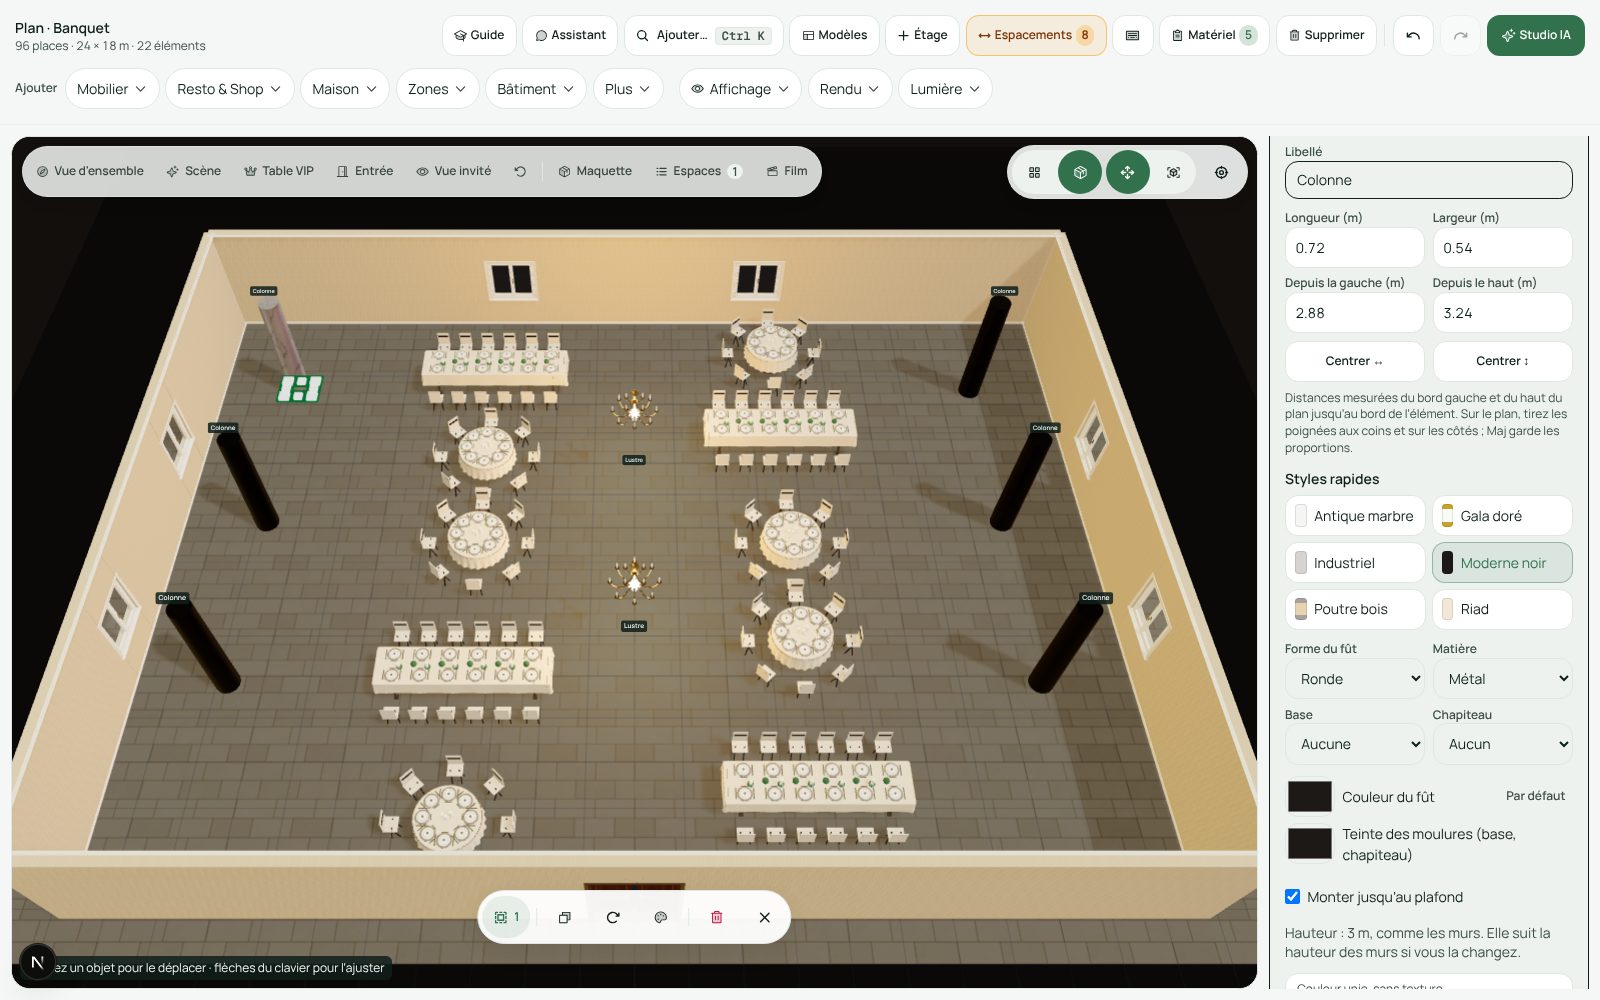 Plan · Banquet
96 places · 24 × 18 m · 22 éléments
Guide
Assistant
Ajouter... Ctrl K
Modèles
Étage
Espacements 8
Matériel 5
Supprimer
Studio IA
Ajouter
Mobilier
Resto & Shop
Maison
Zones
Bâtiment
Plus
Affichage
Rendu
Lumière
Vue d'ensemble
Scène
Table VIP
Entrée
Vue invité
Maquette
Espaces 1
Film
Colonne
Colonne
Colonne
Colonne
Lustre
Colonne
Colonne
Lustre
1
N
ez un objet pour le déplacer · flèches du clavier pour l'ajuster
Libellé
Colonne
Longueur (m)
Largeur (m)
0.72
0.54
Depuis la gauche (m)
Depuis le haut (m)
2.88
3.24
Centrer ↔
Centrer ↕
Distances mesurées du bord gauche et du haut du
plan jusqu'au bord de l'élément. Sur le plan, tirez les
poignées aux coins et sur les côtés ; Maj garde les
proportions.
Styles rapides
Antique marbre
Gala doré
Industriel
Moderne noir
Poutre bois
Riad
Forme du fût
Matière
Ronde
Métal
Base
Chapiteau
Aucune
Aucun
Couleur du fût
Par défaut
Teinte des moulures (base,
chapiteau)
Monter jusqu'au plafond
Hauteur : 3 m, comme les murs. Elle suit la
hauteur des murs si vous la changez.
Couleur unie, sans texture